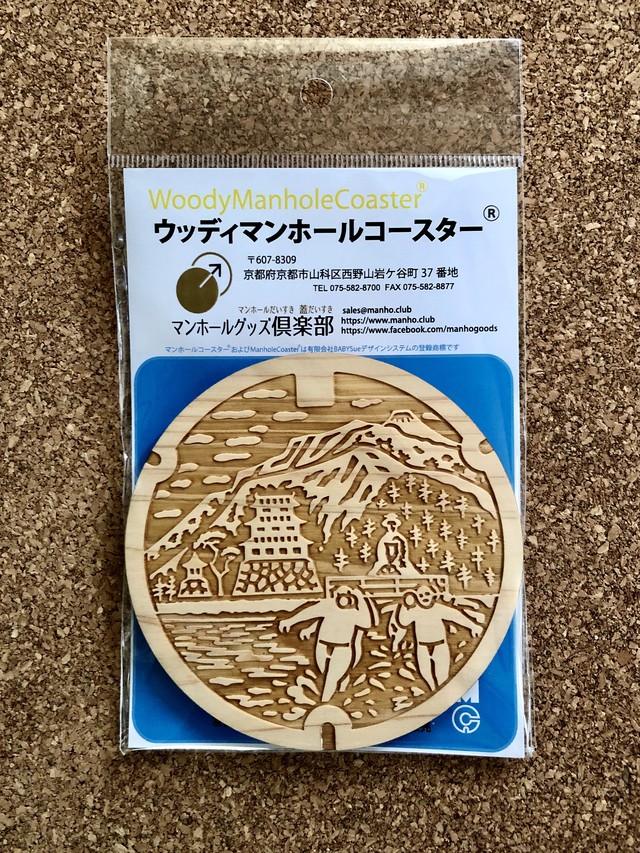 WoodyManholeCoaster®
ウッディマンホールコースター®
〒607-8309
京都府京都市山科区西野山岩ケ谷町 37 番地
TEL 075-582-8700 FAX 075-582-8877
マンホールだいすき 蓋だいすき
マンホールグッズ倶楽部
sales@manho.club
https://www.manho.club
https://www.facebook.com/manhogoods
マンホールコースター®およびManholeCoaster®は有限会社BABYSueデザインシステムの登録商標です